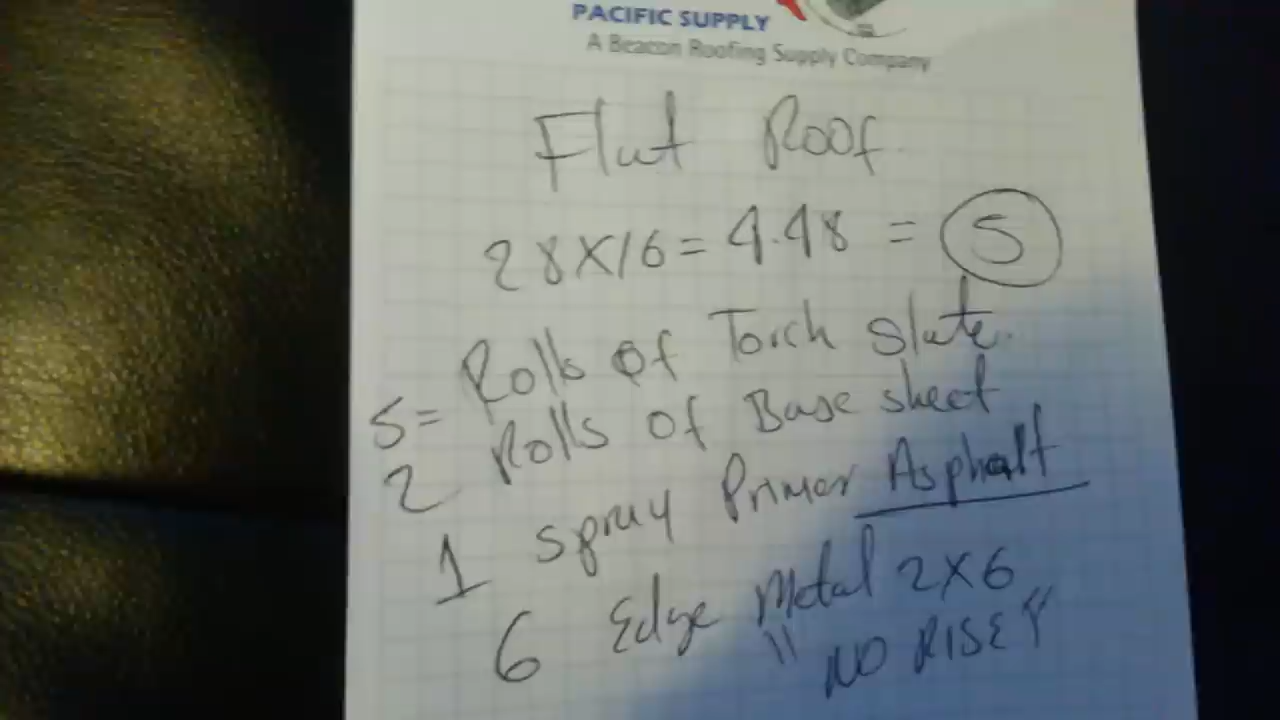 PACIFIC SUPPLY
A Beacon Roofing Supply Company
Flat Roof
28X16=4.48 = 5
5= Rolls of Torch slate.
2 Rolls of Base sheet
1 spray Primer Asphalt
6 Edge Metal 2X6
"NO RISE"